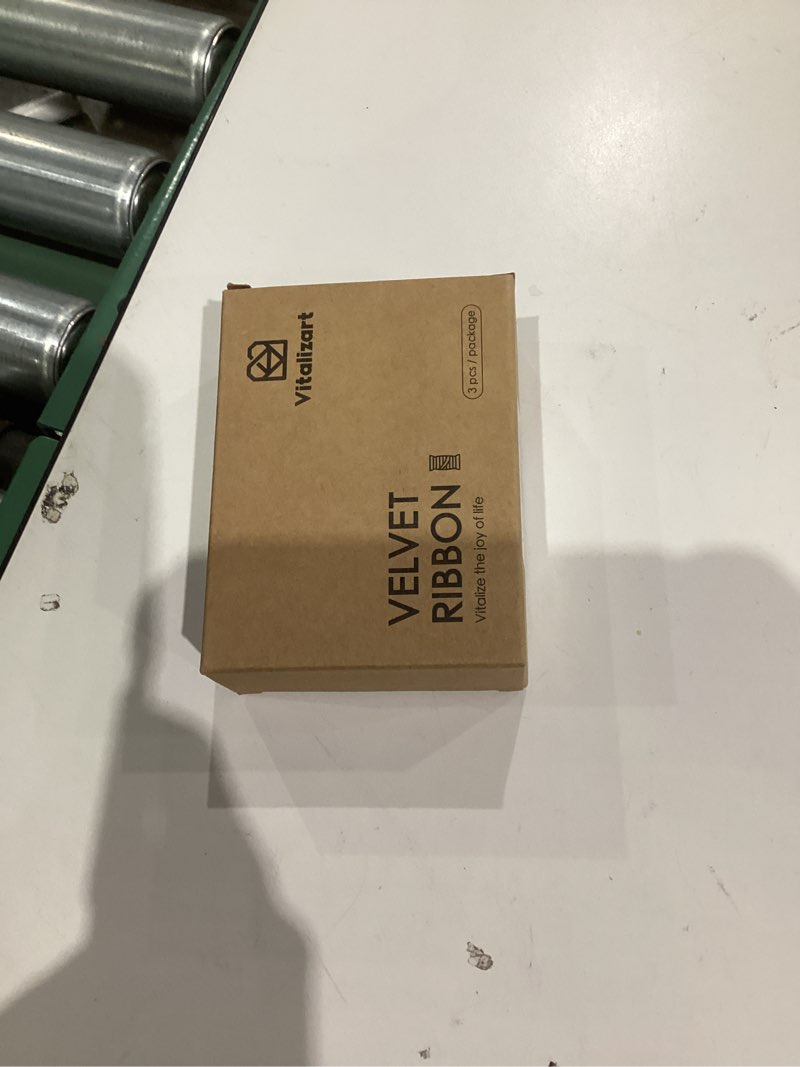 Vitalizart
3 pcs / package
VELVET
RIBBON
Vitalize the joy of life